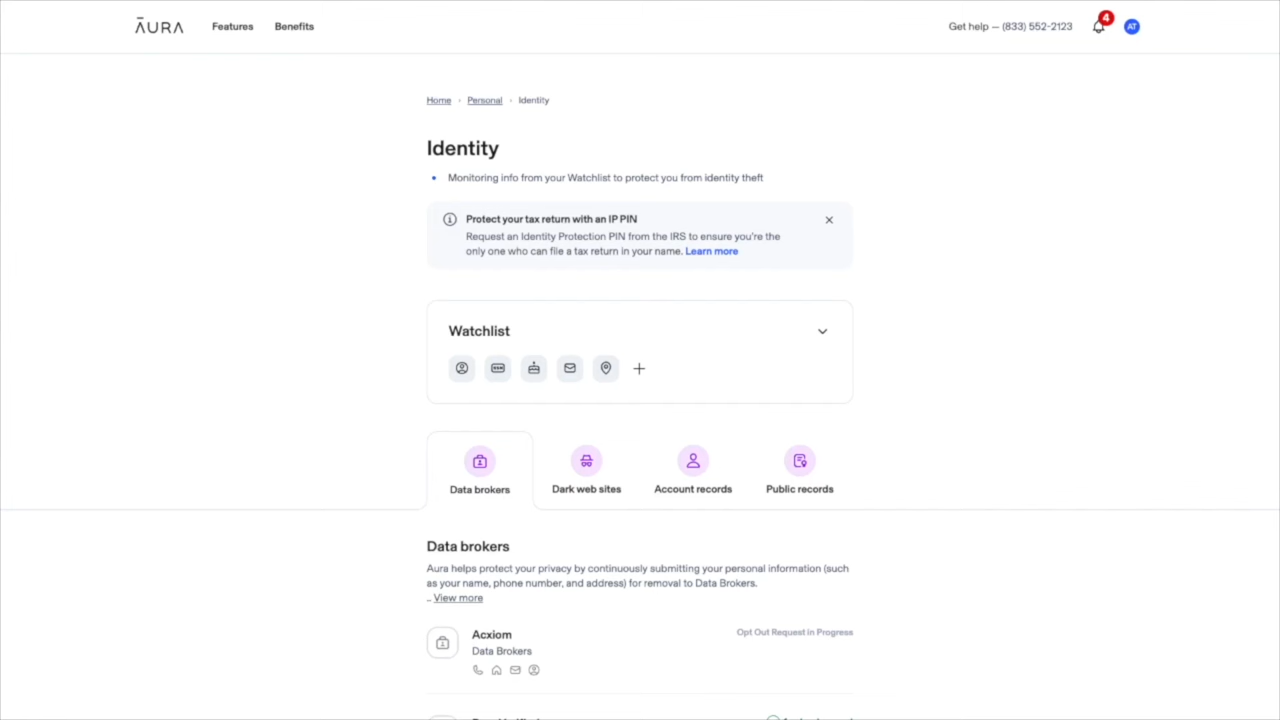 AURA
Features
Benefits
Get help — (833) 552-2123
4
AT
Home › Personal › Identity
Identity
• Monitoring info from your Watchlist to protect you from identity theft
Protect your tax return with an IP PIN
Request an Identity Protection PIN from the IRS to ensure you're the
only one who can file a tax return in your name. Learn more
Watchlist
Data brokers
Dark web sites
Account records
Public records
Data brokers
Aura helps protect your privacy by continuously submitting your personal information (such
as your name, phone number, and address) for removal to Data Brokers.
.. View more
Acxiom
Opt Out Request in Progress
Data Brokers